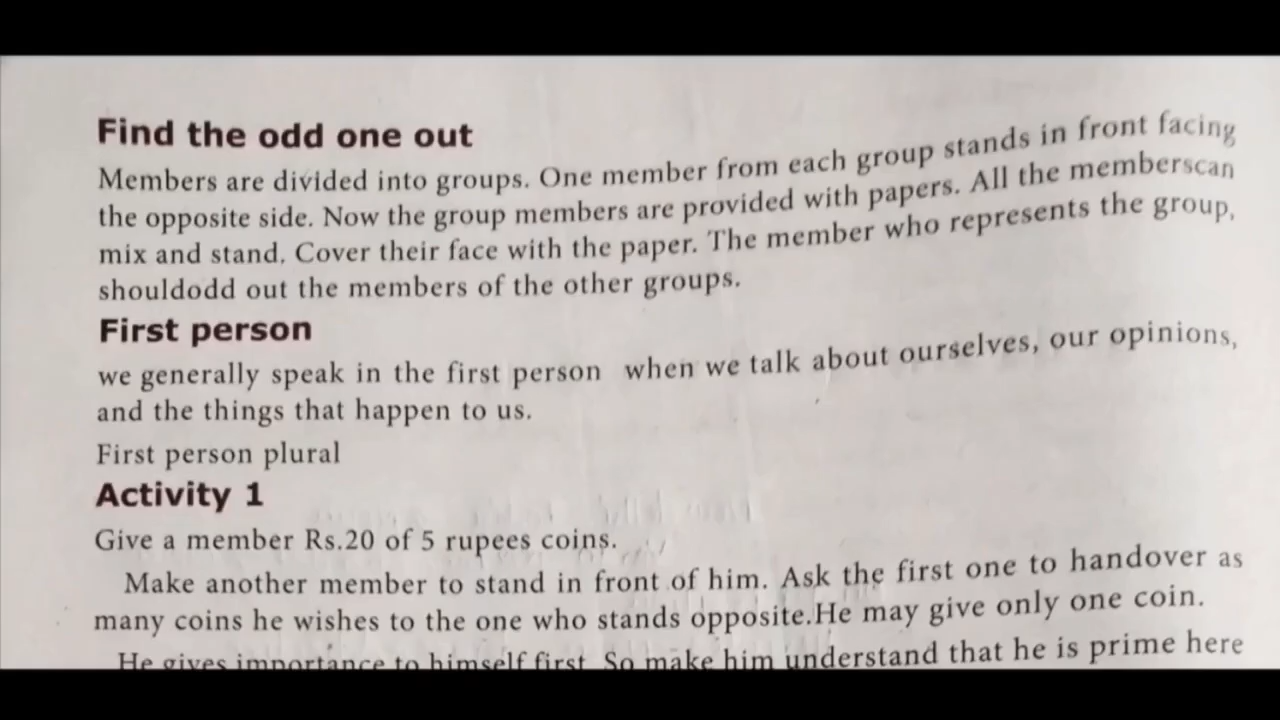 Find the odd one out
Members are divided into groups. One member from each group stands in front facing
the opposite side. Now the group members are provided with papers. All the memberscan
mix and stand. Cover their face with the paper. The member who represents the group,
shouldodd out the members of the other groups.
First person
we generally speak in the first person when we talk about ourselves, our opinions,
and the things that happen to us.
First person plural
Activity 1
Give a member Rs.20 of 5 rupees coins.
Make another member to stand in front of him. Ask the first one to handover as
many coins he wishes to the one who stands opposite.He may give only one coin.
He gives importance to himself first. So make him understand that he is prime here